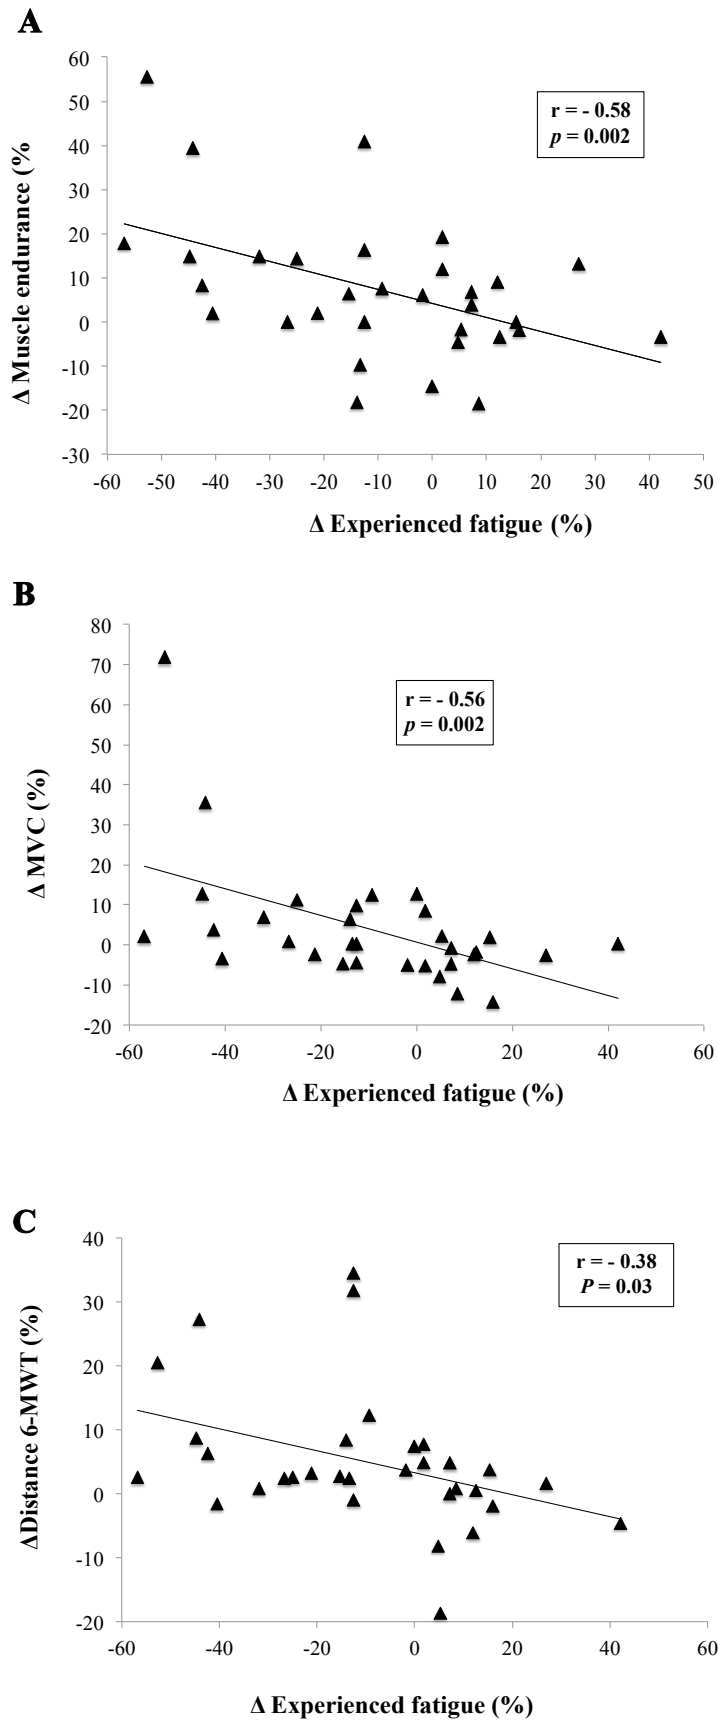 A
60
50
40
30
20
10
0
-10
-20
-30
Δ Muscle endurance (%
r = - 0.58
p = 0.002
-60 -50 -40 -30 -20 -10 0 10 20 30 40 50
Δ Experienced fatigue (%)
B
80
70
60
50
40
30
20
10
0
-10
-20
Δ MVC (%)
r = - 0.56
p = 0.002
-60 -40 -20 0 20 40 60
Δ Experienced fatigue (%)
C
40
30
20
10
0
-10
-20
ΔDistance 6-MWT (%)
r = - 0.38
P = 0.03
-60 -40 -20 0 20 40 60
Δ Experienced fatigue (%)